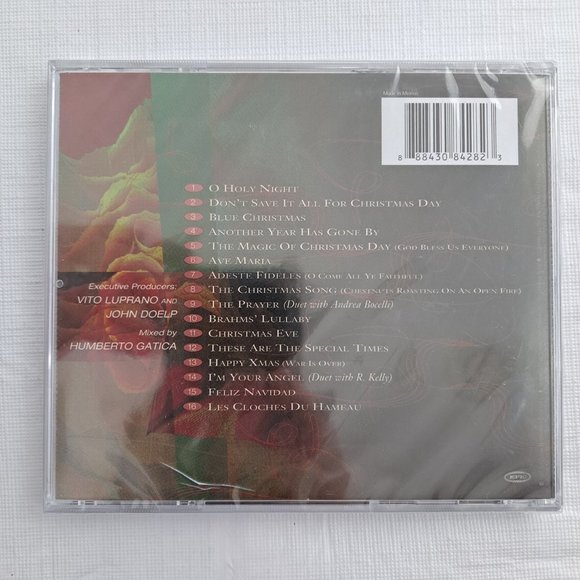 Made in Mexico
8 88430 84282 3
1 O Holy Night
2 Don't Save It All For Christmas Day
3 Blue Christmas
4 Another Year Has Gone By
5 The Magic Of Christmas Day (God Bless Us Everyone)
6 Ave Maria
7 Adeste Fideles (O Come All Ye Faithful)
8 The Christmas Song (Chestnuts Roasting On An Open Fire)
9 The Prayer (Duet with Andrea Bocelli)
10 Brahms' Lullaby
11 Christmas Eve
12 These Are The Special Times
13 Happy Xmas (War Is Over)
14 I'm Your Angel (Duet with R. Kelly)
15 Feliz Navidad
16 Les Cloches Du Hameau
Executive Producers:
VITO LUPRANO AND
JOHN DOELP
Mixed by
HUMBERTO GATICA
epic